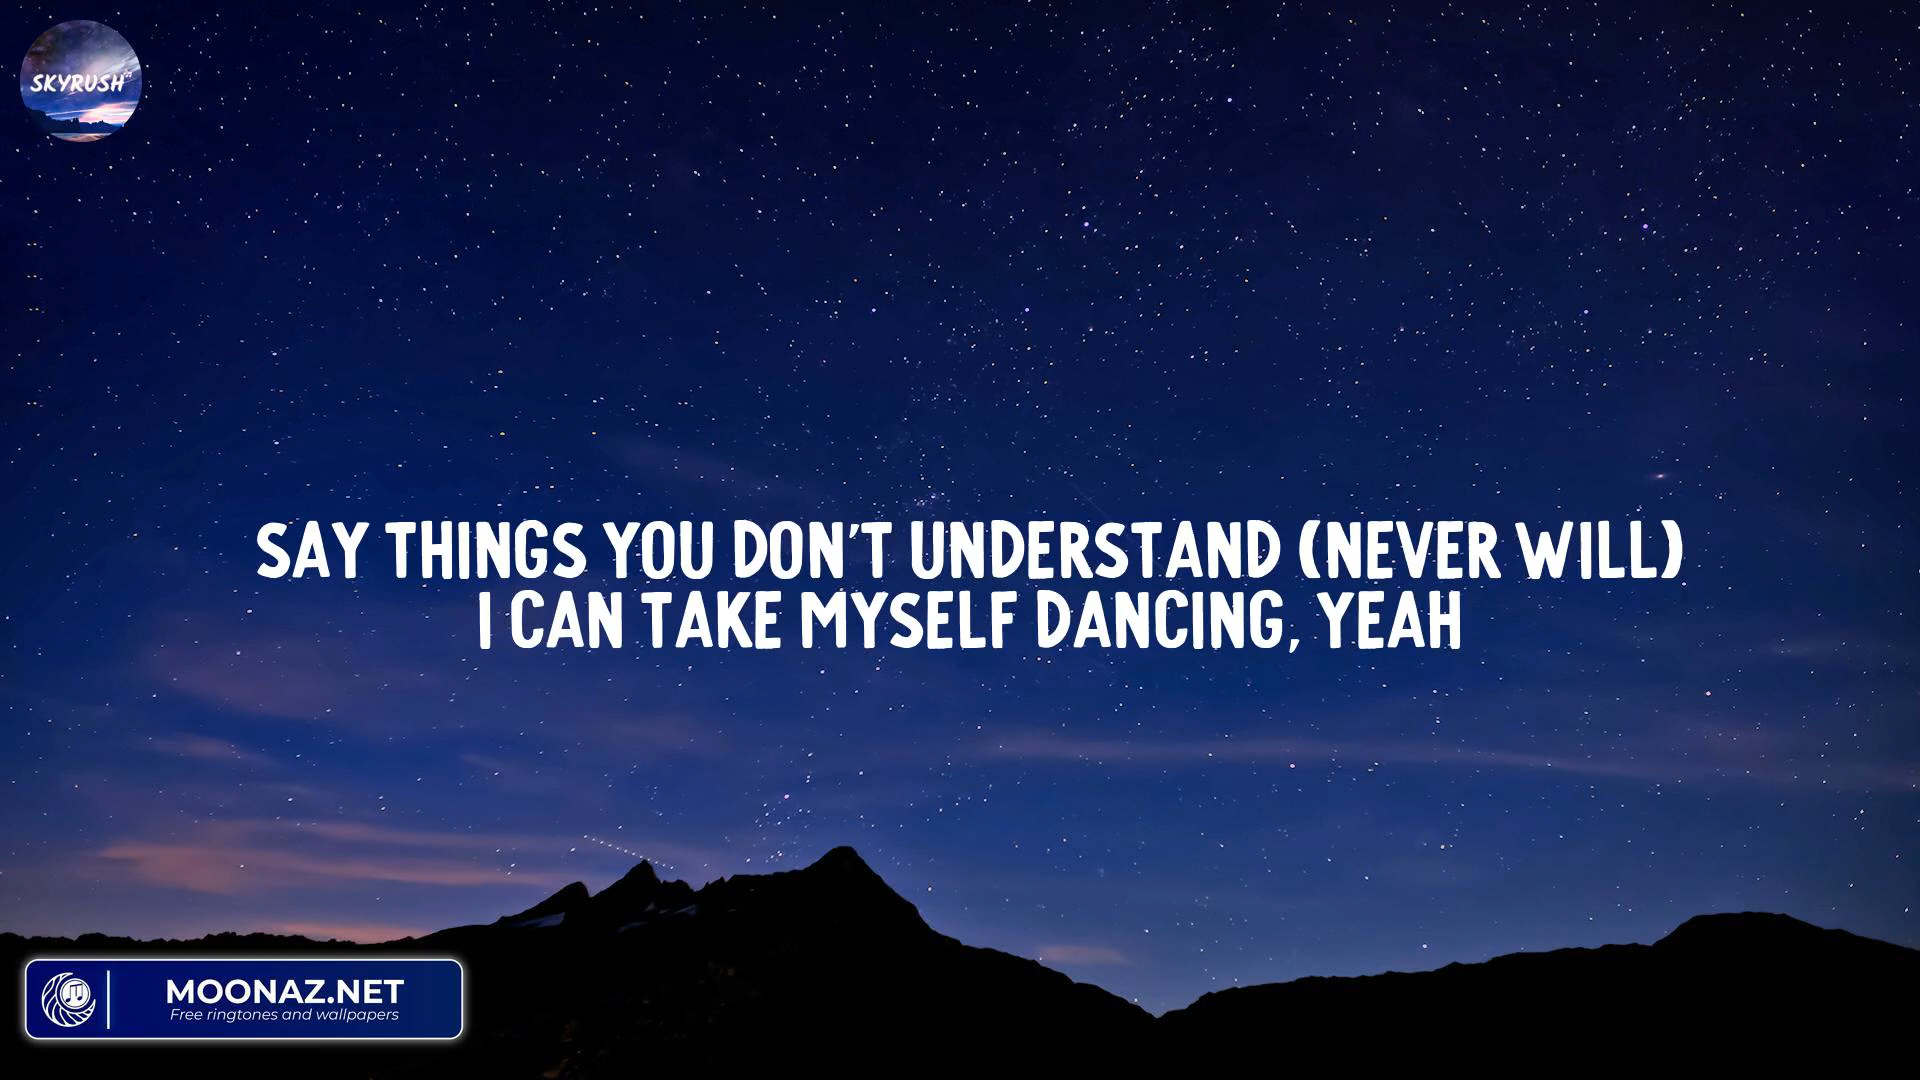 SKYRUSH
SAY THINGS YOU DON'T UNDERSTAND (NEVER WILL)
I CAN TAKE MYSELF DANCING, YEAH
MOONAZ.NET
Free ringtones and wallpapers